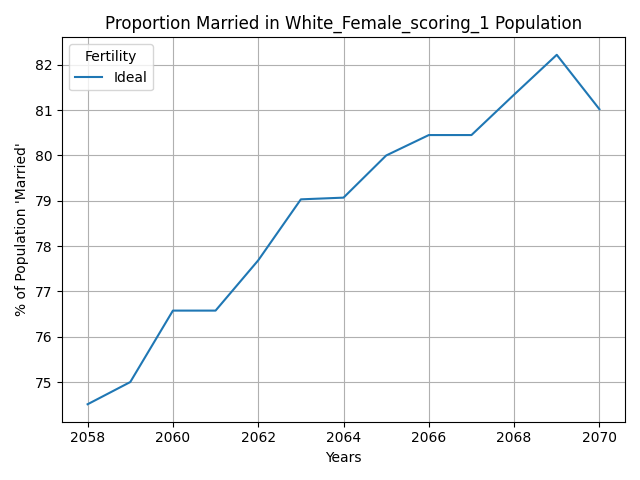 Proportion Married in White_Female_scoring_1 Population
Fertility
Ideal
% of Population 'Married'
82
81
80
79
78
77
76
75
2058 2060 2062 2064 2066 2068 2070
Years